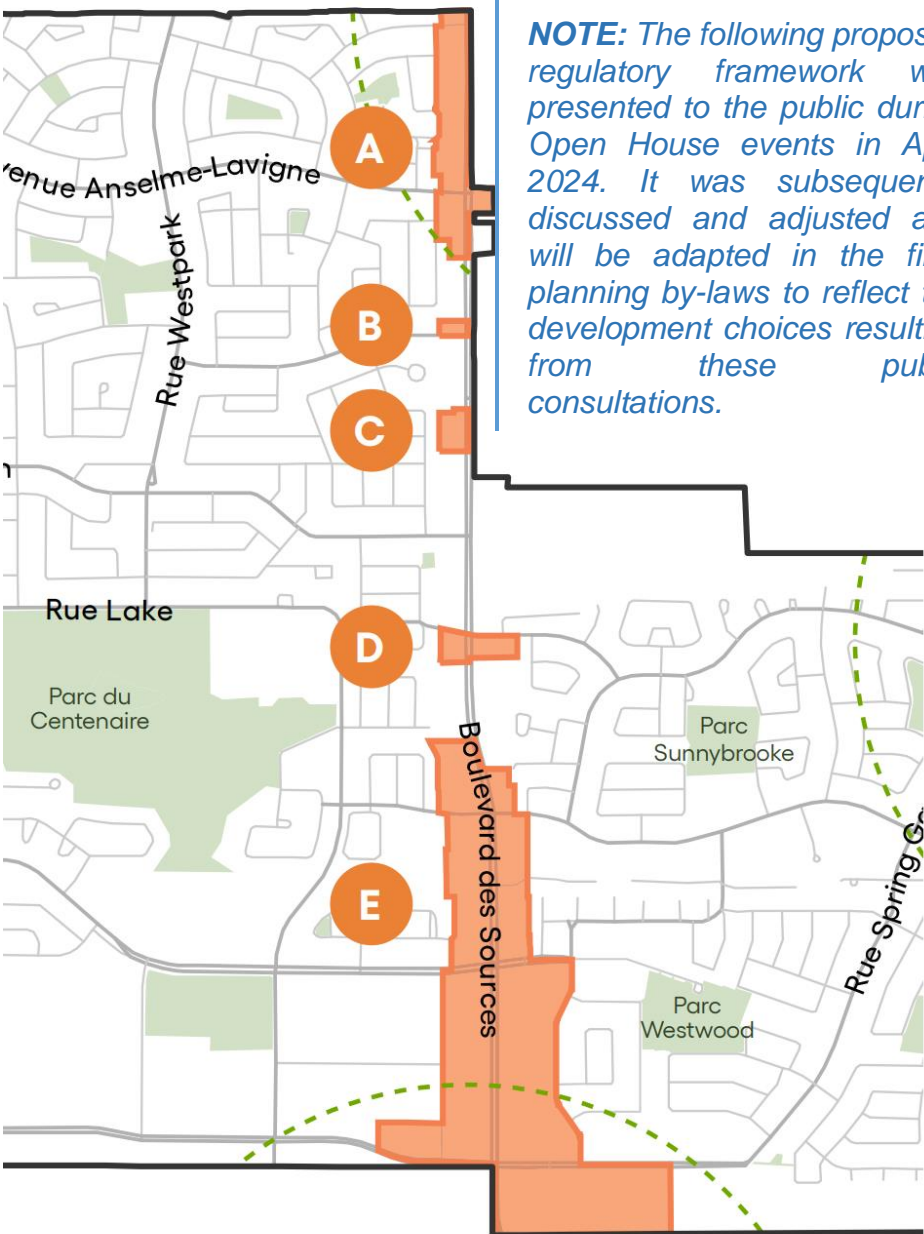 NOTE: The following propos
regulatory framework w
presented to the public dur
Open House events in A
2024. It was subsequen
discussed and adjusted a
will be adapted in the fi
planning by-laws to reflect t
development choices result
from these pub
consultations.
A
enue Anselme-Lavigne
Rue Westpark
B
C
Rue Lake
D
Parc du
Centenaire
Boulevard des Sources
Parc
Sunnybrooke
E
Rue Spring Ga
Parc
Westwood